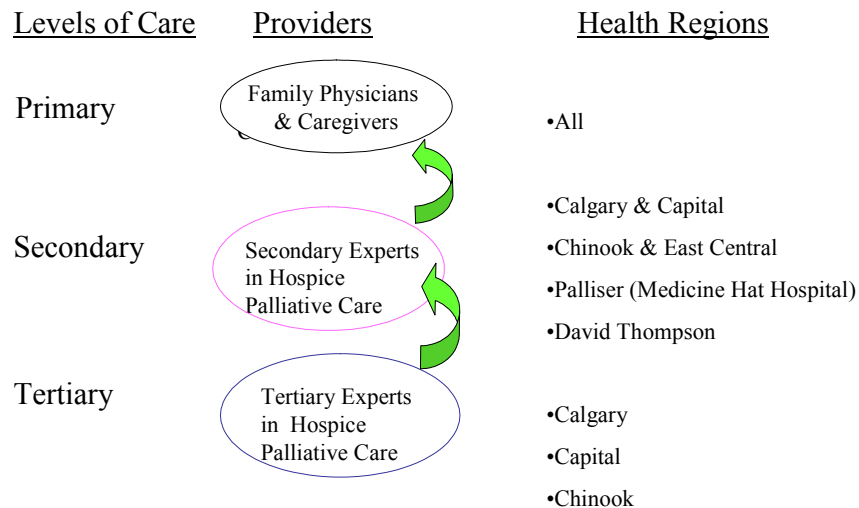 Levels of Care Providers Health Regions
Primary
Family Physicians
& Caregivers
•All
Secondary
Secondary Experts
in Hospice
Palliative Care
•Calgary & Capital
•Chinook & East Central
•Palliser (Medicine Hat Hospital)
•David Thompson
Tertiary
Tertiary Experts
in Hospice
Palliative Care
•Calgary
•Capital
•Chinook